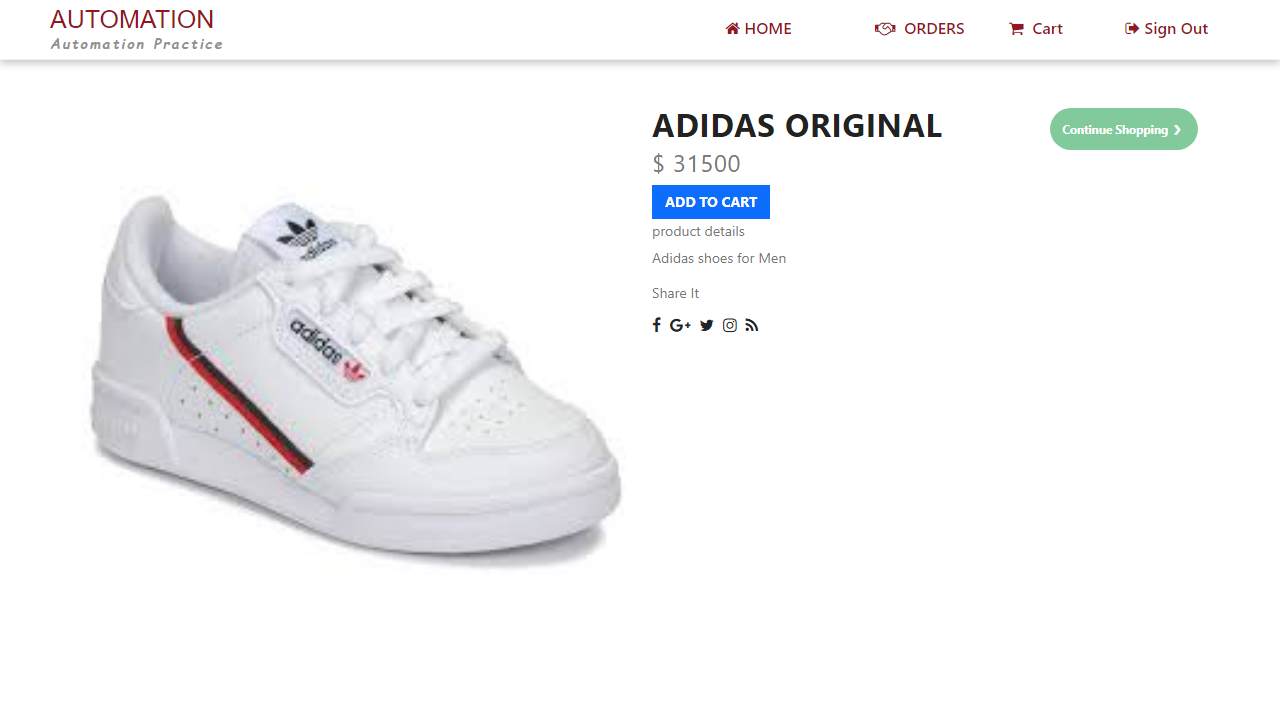 AUTOMATION
Automation Practice
HOME
ORDERS
Cart
Sign Out
ADIDAS ORIGINAL
Continue Shopping
$ 31500
ADD TO CART
product details
Adidas shoes for Men
Share It
adidas
adidas